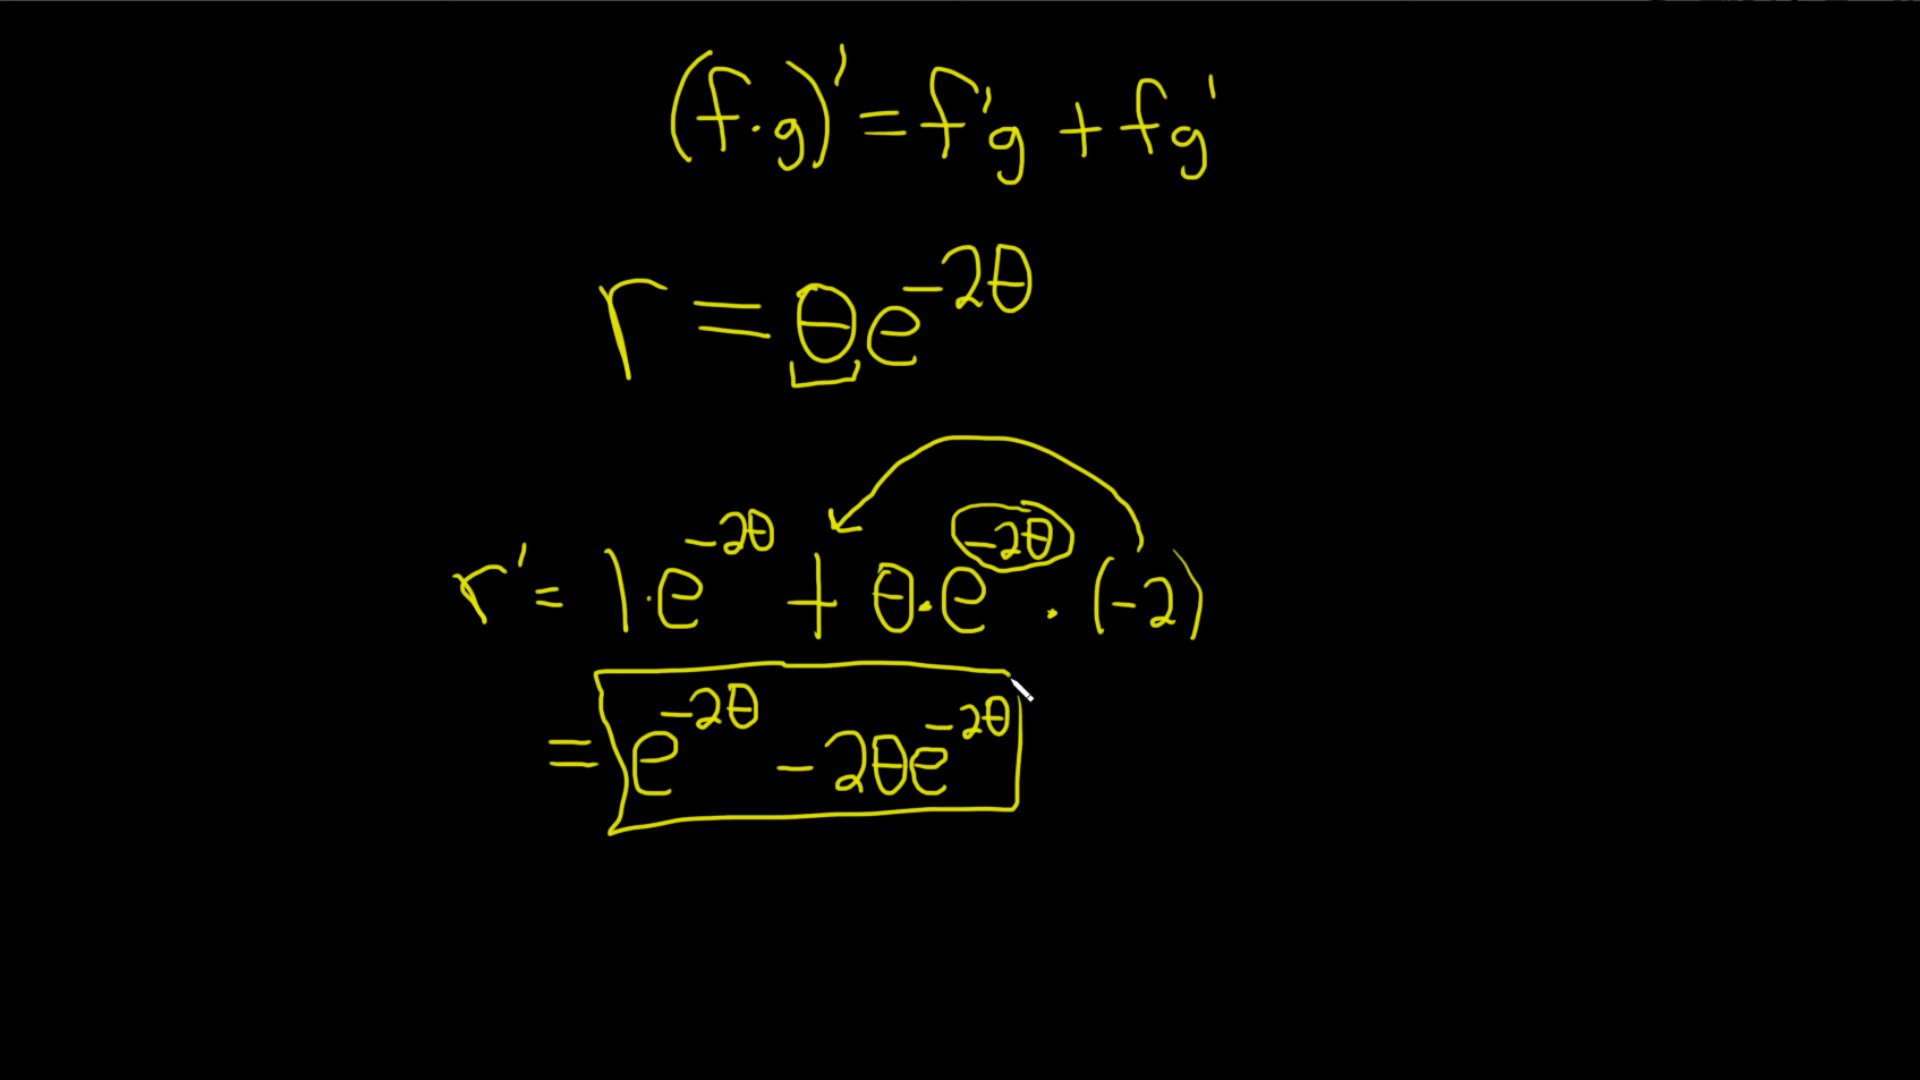 (f·g)' = f'g + fg'
r = θe^{-2θ}
r' = 1·e^{-2θ} + θ·e^{-2θ}·(-2)
= e^{-2θ} - 2θe^{-2θ}